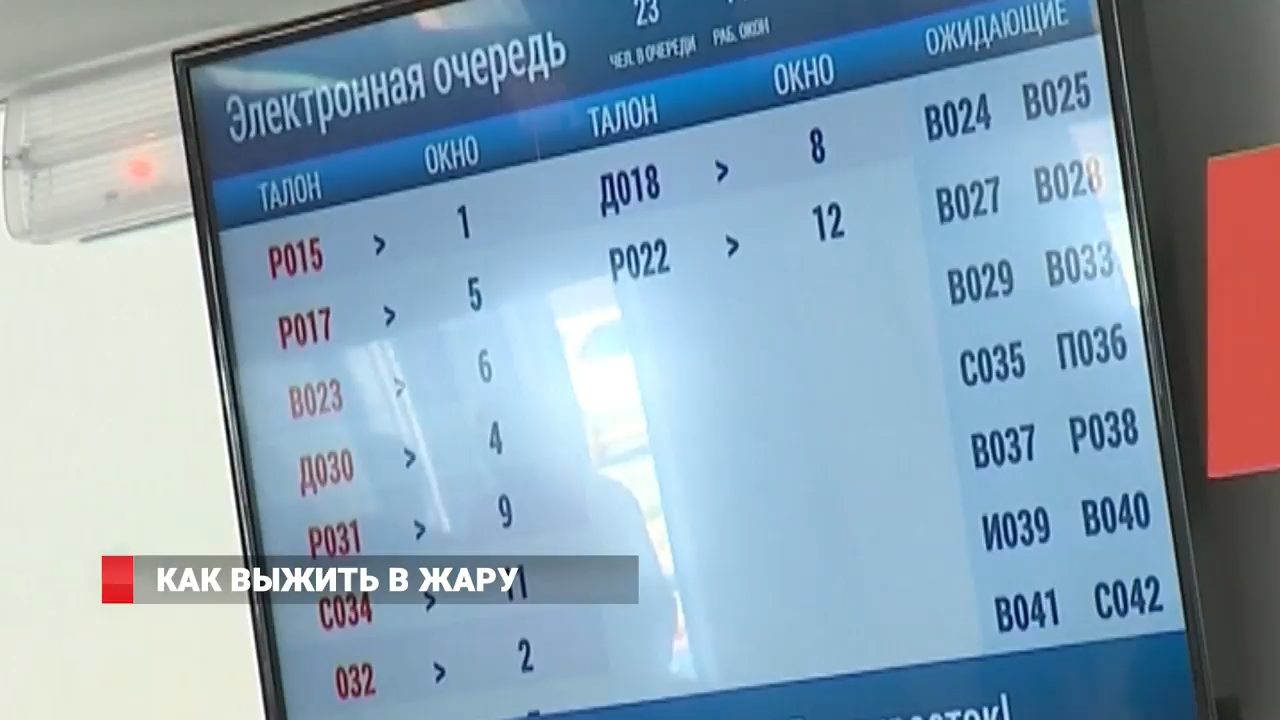 Электронная очередь
23
ЧЕЛ. В ОЧЕРЕДИ РАБ. ОКОН
ТАЛОН ОКНО ТАЛОН ОКНО ОЖИДАЮЩИЕ
Р015 > 1 Д018 > 8 В024 В025
Р017 > 5 Р022 > 12 В027 В028
В023 > 6 В029 В033
Д030 > 4 С035 П036
Р031 > 9 В037 Р038
С034 > 11 И039 В040
032 > 2 В041 С042
КАК ВЫЖИТЬ В ЖАРУ